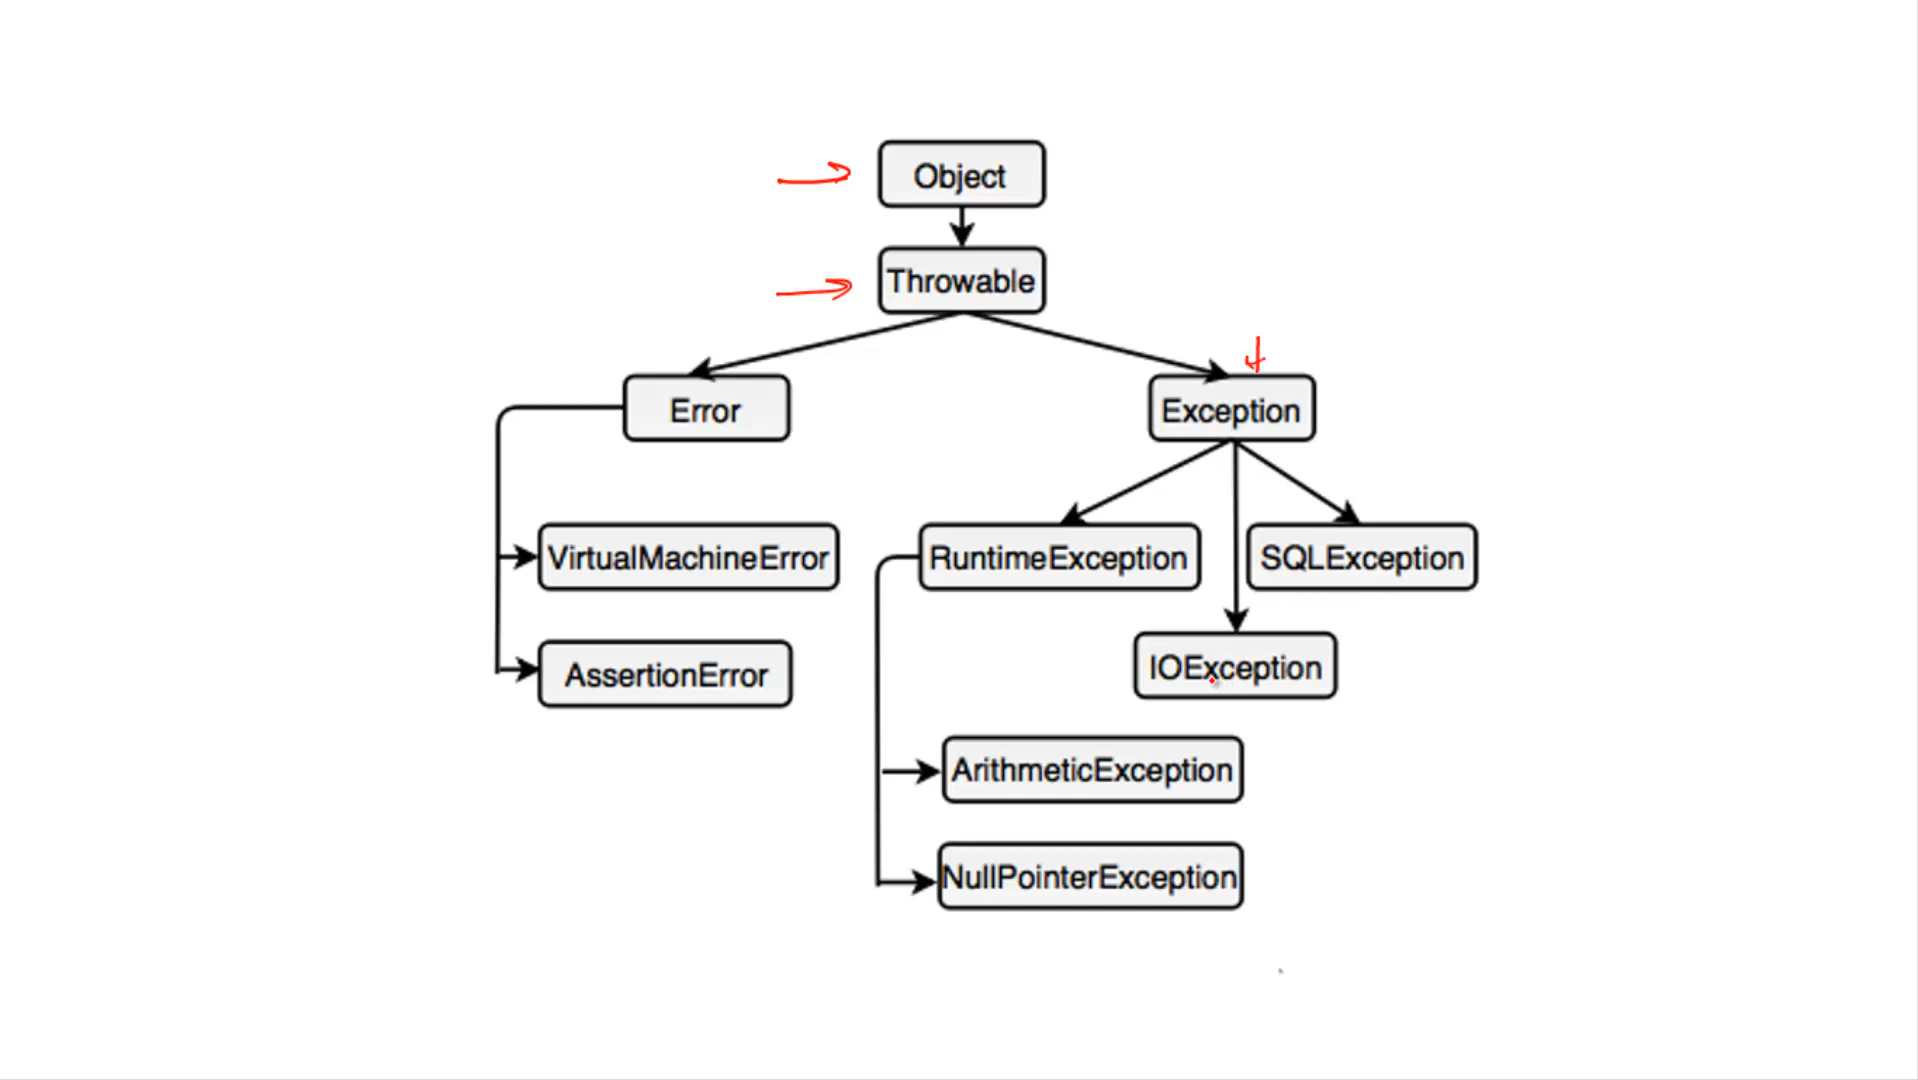 Object
Throwable
Error
Exception
VirtualMachineError
RuntimeException
SQLException
AssertionError
IOException
ArithmeticException
NullPointerException